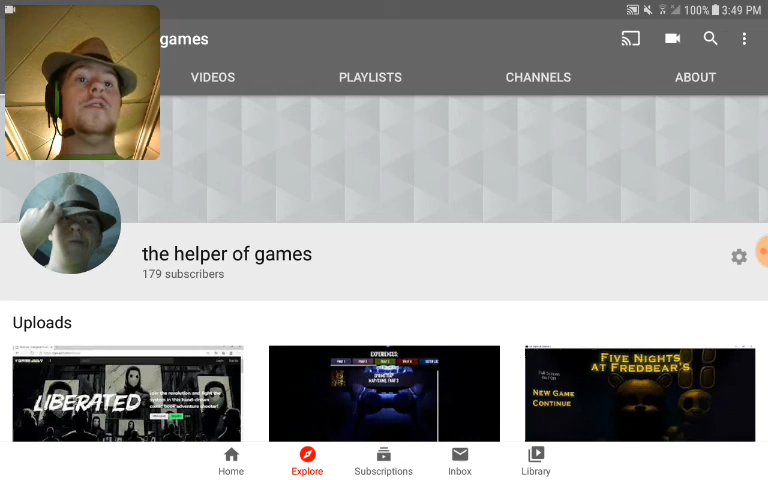 100% 3:49 PM
games
VIDEOS PLAYLISTS CHANNELS ABOUT
the helper of games
179 subscribers
Uploads
LIBERATED
EXPERIENCES:
FIVE NIGHTS
AT FREDBEAR'S
NEW GAME
CONTINUE
Home Explore Subscriptions Inbox Library